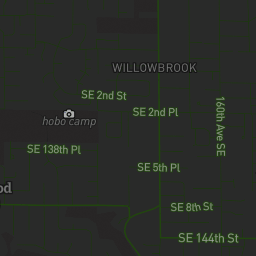 WILLOWBROOK
SE 2nd St
SE 2nd Pl
hobo camp
160th Ave SE
SE 138th Pl
SE 5th Pl
od
SE 8th St
SE 144th St